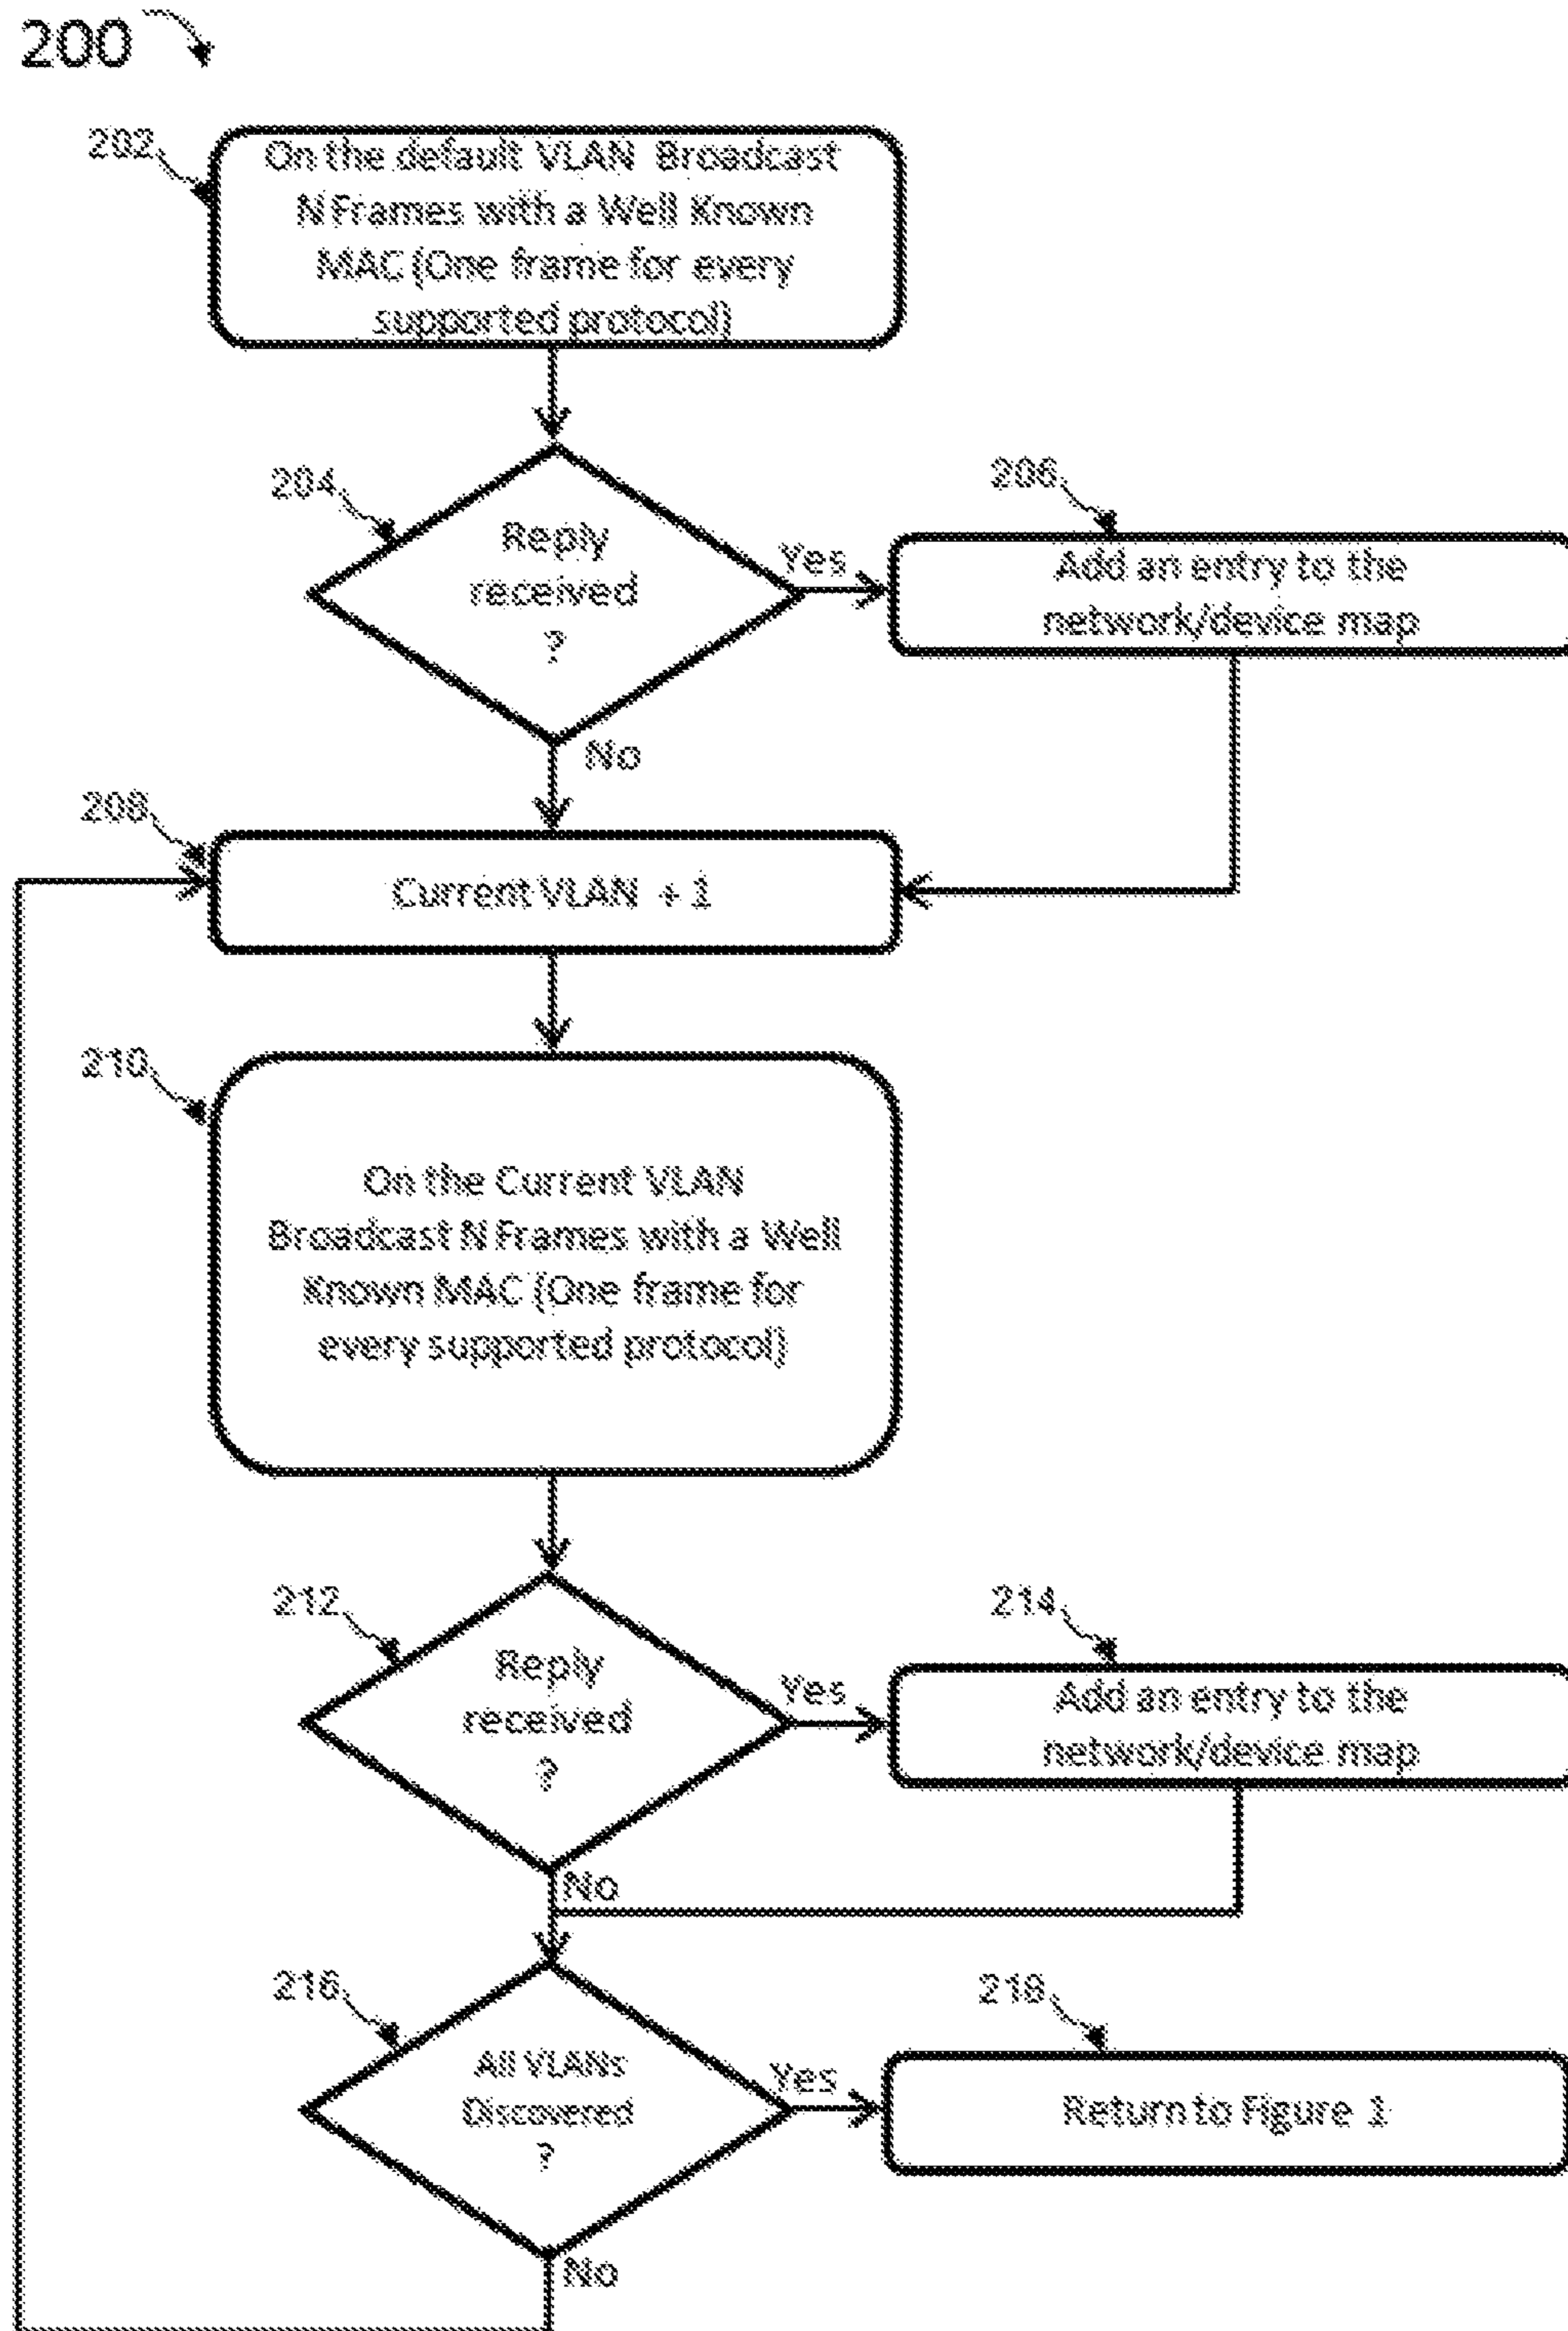 200
202
On the default VLAN Broadcast
N Frames with a Well Known
MAC (One frame for every
supported protocol)
204
Reply
received
?
Yes
206
Add an entry to the
network/device map
No
208
Current VLAN + 1
210
On the Current VLAN
Broadcast N Frames with a Well
Known MAC (One frame for
every supported protocol)
212
Reply
received
?
Yes
214
Add an entry to the
network/device map
No
216
All VLANs
Discovered
?
Yes
218
Return to Figure 1
No